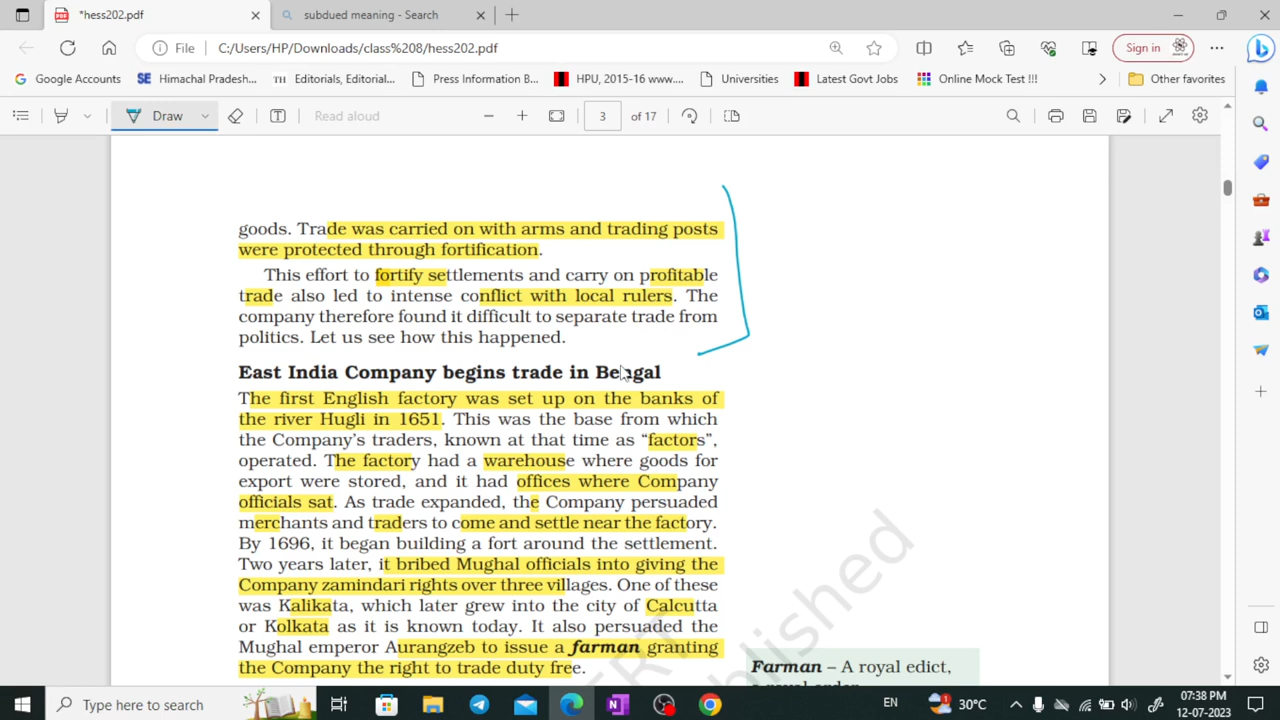 *hess202.pdf
subdued meaning - Search
File
C:/Users/HP/Downloads/class%208/hess202.pdf
Sign in
Google Accounts
SE Himachal Pradesh...
TH Editorials, Editorial...
Press Information B...
HPU, 2015-16 www....
Universities
Latest Govt Jobs
Online Mock Test !!!
Other favorites
Draw
Read aloud
3 of 17
goods. Trade was carried on with arms and trading posts
were protected through fortification.
This effort to fortify settlements and carry on profitable
trade also led to intense conflict with local rulers. The
company therefore found it difficult to separate trade from
politics. Let us see how this happened.
East India Company begins trade in Bengal
The first English factory was set up on the banks of
the river Hugli in 1651. This was the base from which
the Company's traders, known at that time as “factors”,
operated. The factory had a warehouse where goods for
export were stored, and it had offices where Company
officials sat. As trade expanded, the Company persuaded
merchants and traders to come and settle near the factory.
By 1696, it began building a fort around the settlement.
Two years later, it bribed Mughal officials into giving the
Company zamindari rights over three villages. One of these
was Kalikata, which later grew into the city of Calcutta
or Kolkata as it is known today. It also persuaded the
Mughal emperor Aurangzeb to issue a farman granting
the Company the right to trade duty free.
Farman – A royal edict,
a royal order
Type here to search
30°C
EN
07:38 PM
12-07-2023